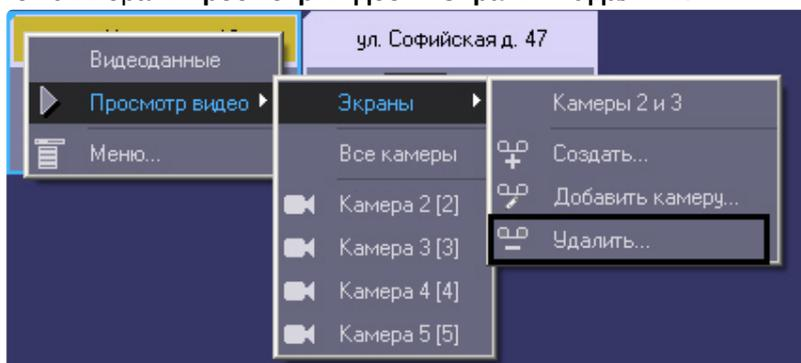 ул. Софийская д. 47
Видеоданные
Просмотр видео
Меню...
Экраны
Все камеры
Камера 2 [2]
Камера 3 [3]
Камера 4 [4]
Камера 5 [5]
Камеры 2 и 3
Создать...
Добавить камеру...
Удалить...